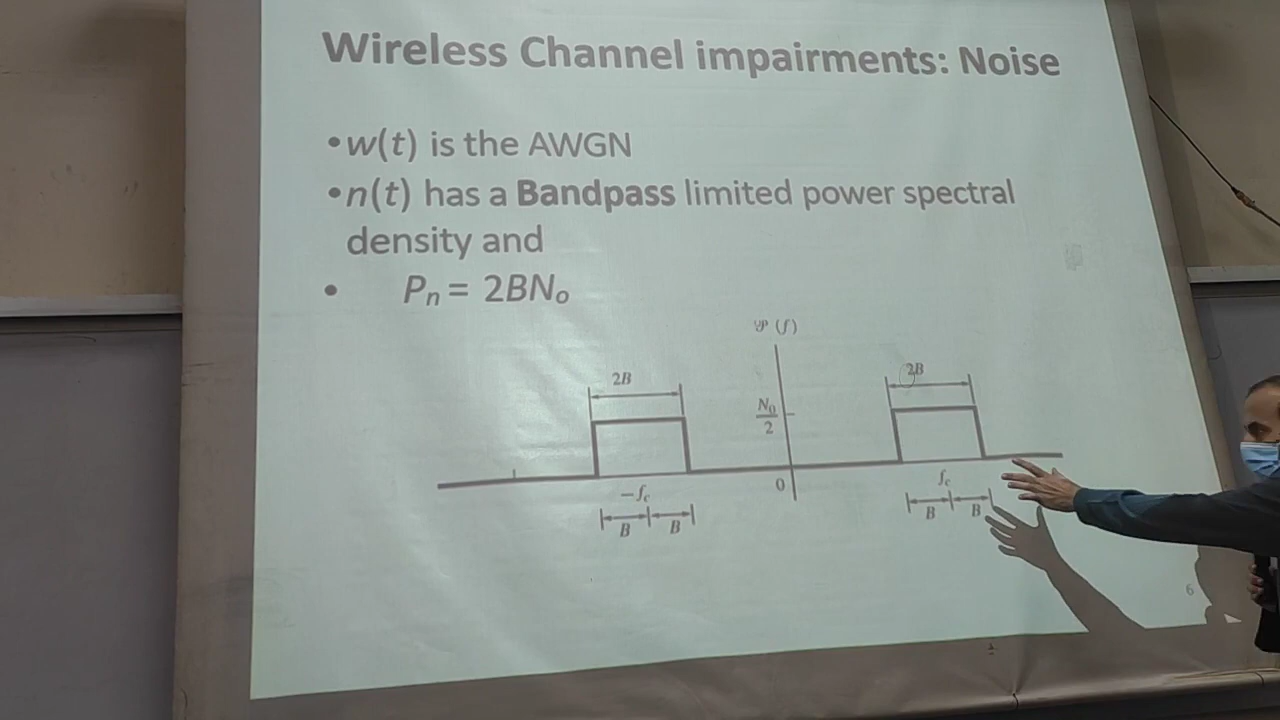 Wireless Channel impairments: Noise
•w(t) is the AWGN
•n(t) has a Bandpass limited power spectral
density and
• Pn = 2BNo
𝒫 (f)
2B
2B
N0
2
0
−fc
fc
B B
B B
6